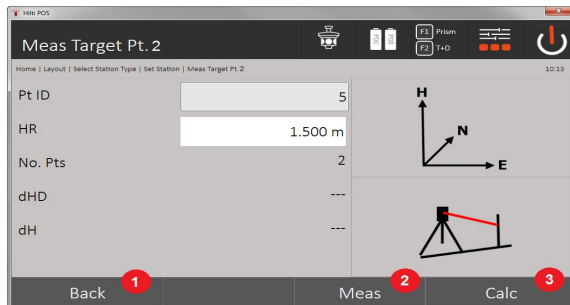 Hilti POS
Meas Target Pt. 2
POC
POS
F1 Prism
F2 T+D
Home | Layout | Select Station Type | Set Station | Meas Target Pt. 2
10:13
Pt ID
5
HR
1.500 m
No. Pts
2
dHD
---
dH
---
H
N
E
Back
1
Meas
2
Calc
3